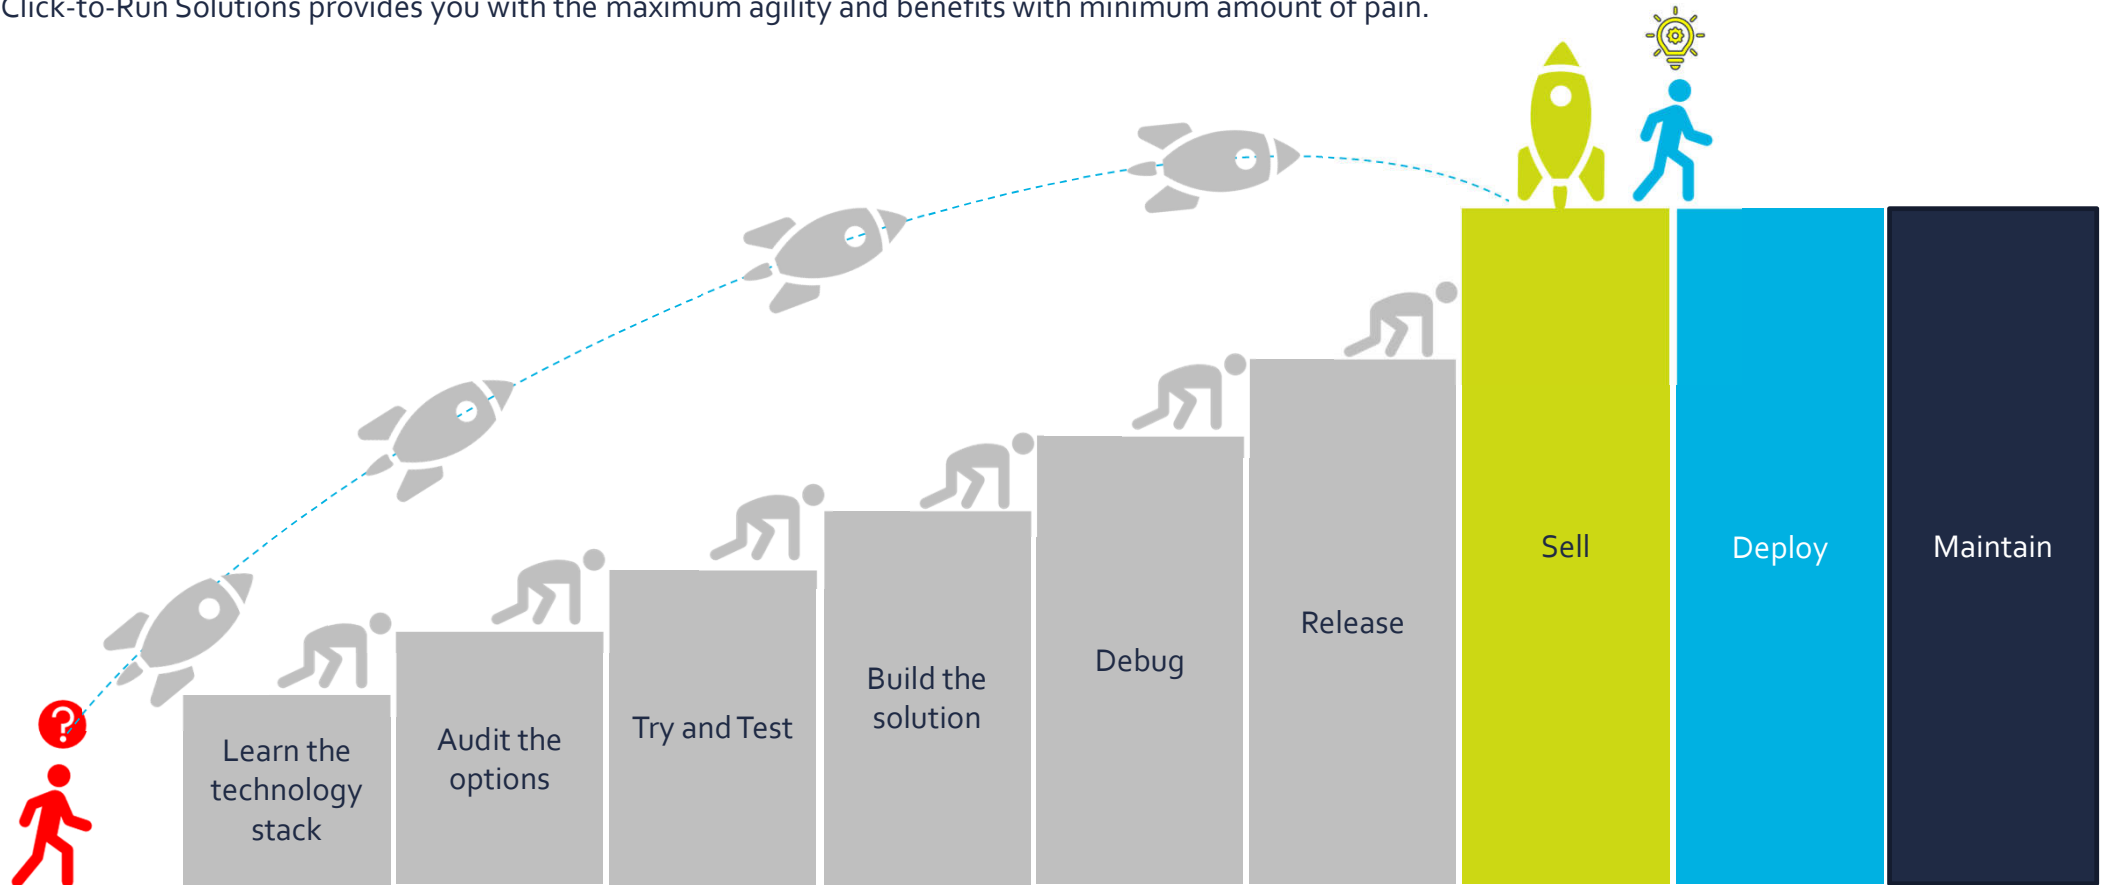 Click-to-Run Solutions provides you with the maximum agility and benefits with minimum amount of pain.
?
Learn the
technology
stack
Audit the
options
Try and Test
Build the
solution
Debug
Release
Sell
Deploy
Maintain